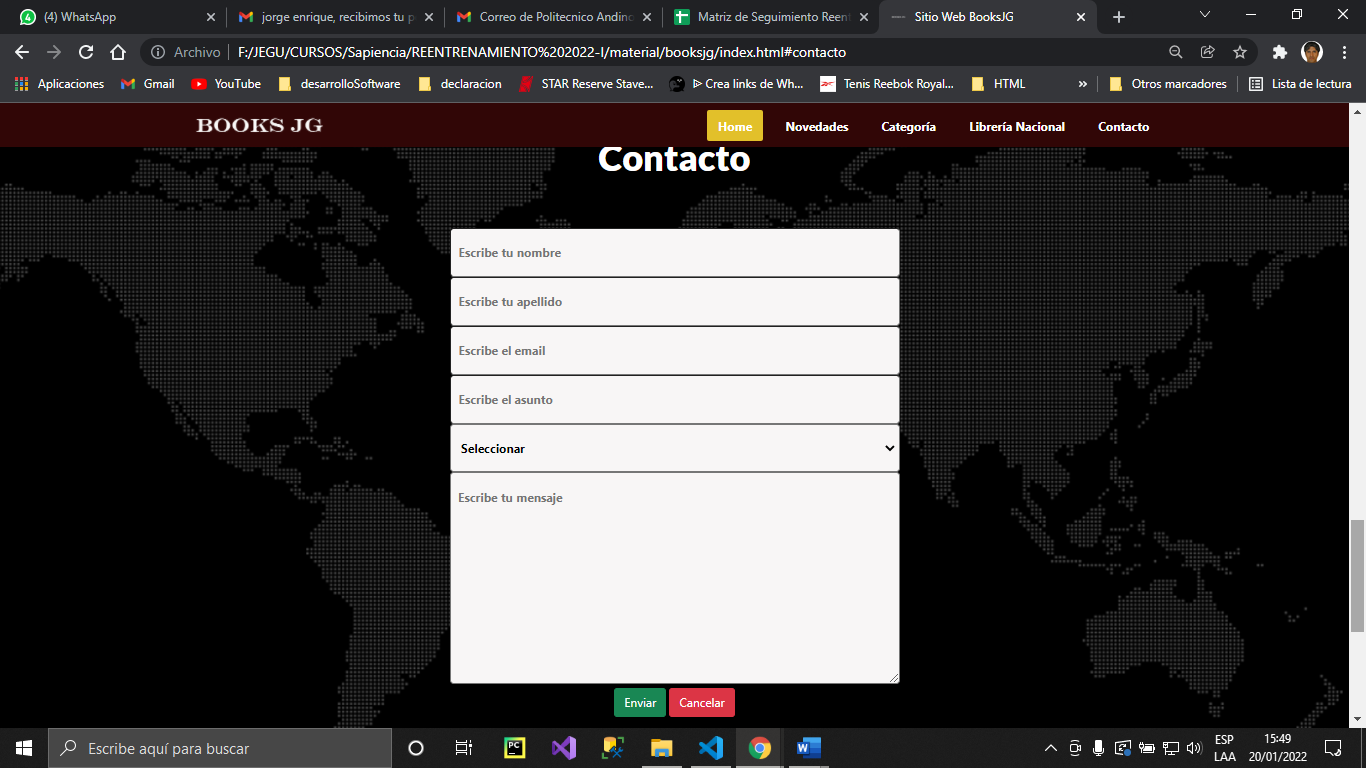 (4) WhatsApp
jorge enrique, recibimos tu p
Correo de Politecnico Andino
Matriz de Seguimiento Reent
Sitio Web BooksJG
Archivo | F:/JEGU/CURSOS/Sapiencia/REENTRENAMIENTO%202022-I/material/booksjg/index.html#contacto
Aplicaciones Gmail YouTube desarrolloSoftware declaracion STAR Reserve Stave... ᐈ Crea links de Wh... Tenis Reebok Royal... HTML » Otros marcadores Lista de lectura
BOOKS JG
Home Novedades Categoría Librería Nacional Contacto
Contacto
Escribe tu nombre
Escribe tu apellido
Escribe el email
Escribe el asunto
Seleccionar
Escribe tu mensaje
Enviar Cancelar
Escribe aquí para buscar
ESP
LAA
15:49
20/01/2022